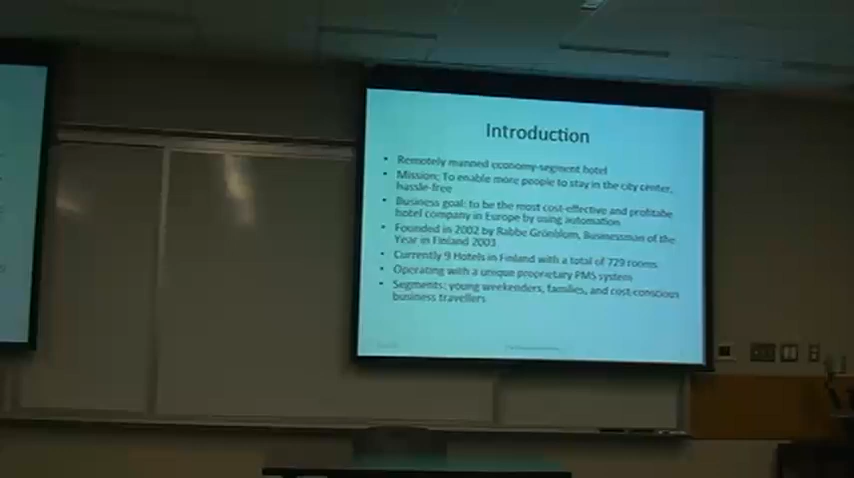 Introduction
• Remotely manned economy-segment hotel
• Mission: To enable more people to stay in the city center,
hassle-free
• Business goal: to be the most cost-effective and profitabe
hotel company in Europe by using automation
• Founded in 2002 by Rabbe Grönblom, Businessman of the
Year in Finland 2003
• Currently 9 Hotels in Finland with a total of 729 rooms
• Operating with a unique proprietary PMS system
• Segments: young weekenders, families, and cost-conscious
business travellers